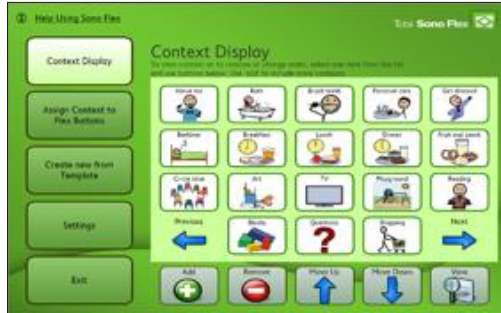 Help Using Sono Flex
Tobii Sono Flex
Context Display
Context Display
Assign Context to
Flex Buttons
Create new from
Template
Settings
Exit
About me
Bath
Brush teeth
Personal care
Get dressed
Bedtime
Breakfast
Lunch
Dinner
Fruit and snack
Circle time
Art
TV
Playground
Reading
Previous
Blocks
Questions
Shopping
Next
Add
Remove
Move Up
Move Down
View